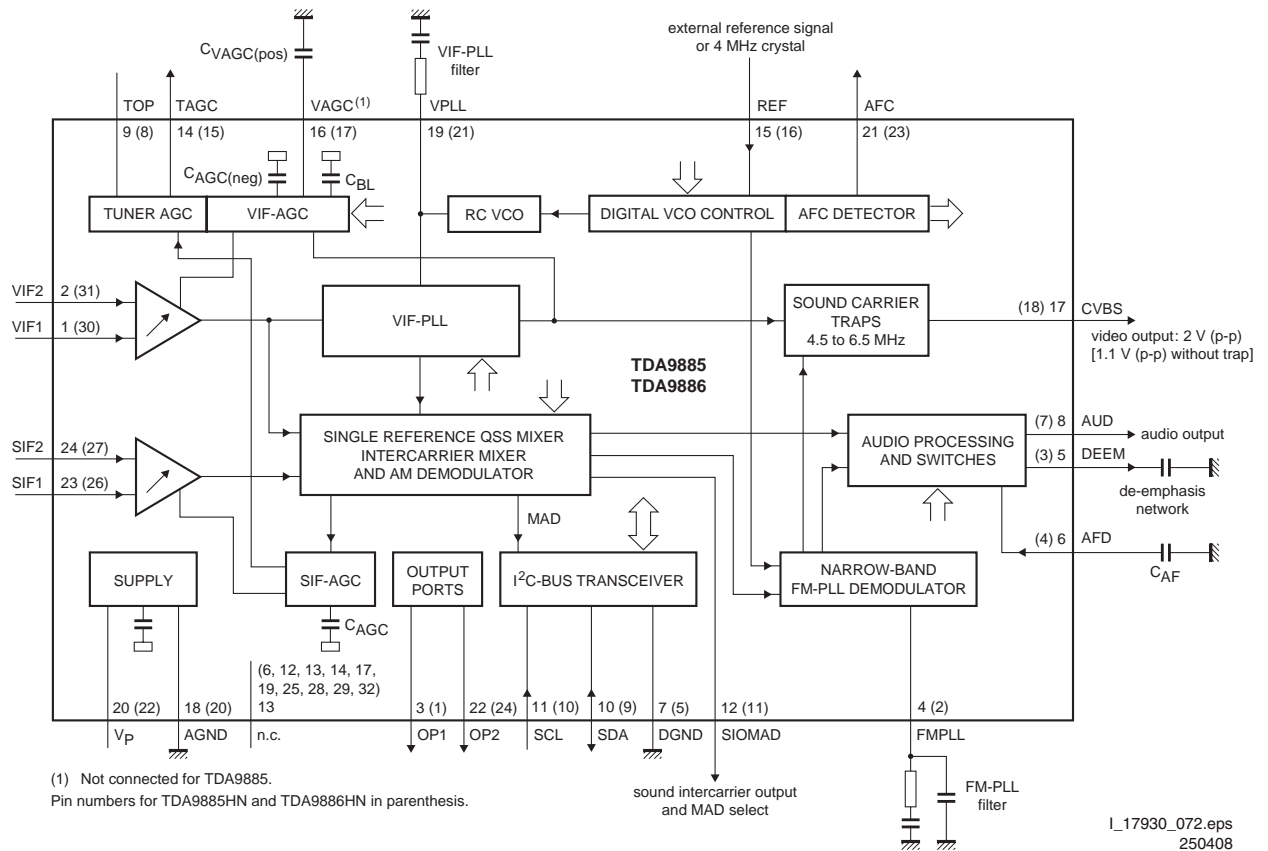 external reference signal
or 4 MHz crystal
CVAGC(pos)
VIF-PLL
filter
TOP
TAGC
VAGC(1)
VPLL
REF
AFC
9 (8)
14 (15)
16 (17)
19 (21)
15 (16)
21 (23)
CAGC(neg)
CBL
TUNER AGC
VIF-AGC
RC VCO
DIGITAL VCO CONTROL
AFC DETECTOR
VIF2
2 (31)
VIF1
1 (30)
VIF-PLL
SOUND CARRIER
TRAPS
4.5 to 6.5 MHz
(18) 17
CVBS
video output: 2 V (p-p)
[1.1 V (p-p) without trap]
TDA9885
TDA9886
SIF2
24 (27)
SIF1
23 (26)
SINGLE REFERENCE QSS MIXER
INTERCARRIER MIXER
AND AM DEMODULATOR
AUDIO PROCESSING
AND SWITCHES
(7) 8
AUD
audio output
(3) 5
DEEM
de-emphasis
network
(4) 6
AFD
CAF
MAD
SUPPLY
SIF-AGC
OUTPUT
PORTS
I2C-BUS TRANSCEIVER
NARROW-BAND
FM-PLL DEMODULATOR
CAGC
(6, 12, 13, 14, 17,
19, 25, 28, 29, 32)
13
20 (22)
18 (20)
3 (1)
22 (24)
11 (10)
10 (9)
7 (5)
12 (11)
4 (2)
VP
AGND
n.c.
OP1
OP2
SCL
SDA
DGND
SIOMAD
FMPLL
sound intercarrier output
and MAD select
FM-PLL
filter
(1) Not connected for TDA9885.
Pin numbers for TDA9885HN and TDA9886HN in parenthesis.
I_17930_072.eps
250408